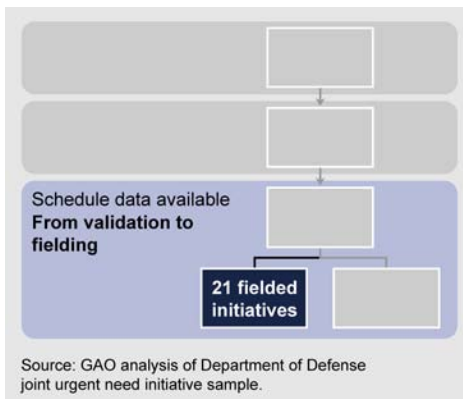 Schedule data available
From validation to
fielding
21 fielded
initiatives
Source: GAO analysis of Department of Defense
joint urgent need initiative sample.